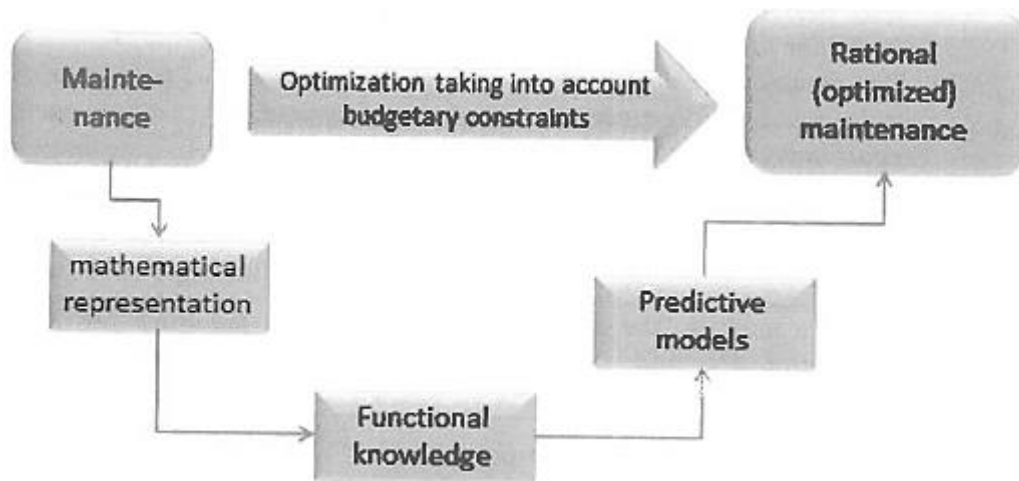 Mainte-
nance
Optimization taking into account
budgetary constraints
Rational
(optimized)
maintenance
mathematical
representation
Functional
knowledge
Predictive
models